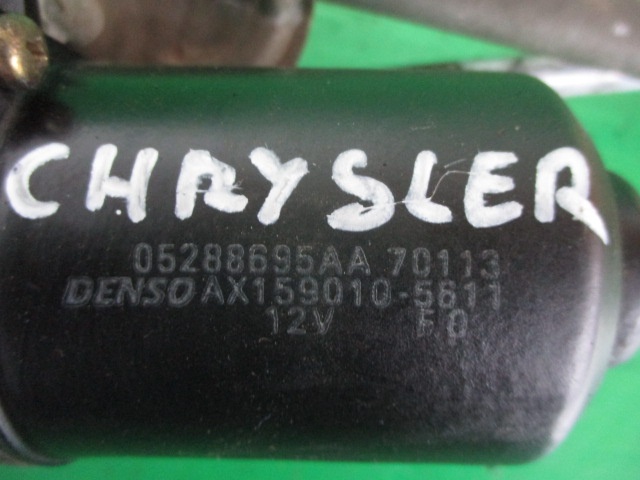 CHRYSLER
05288695AA 70113
DENSO AX159010-5611
12V F0